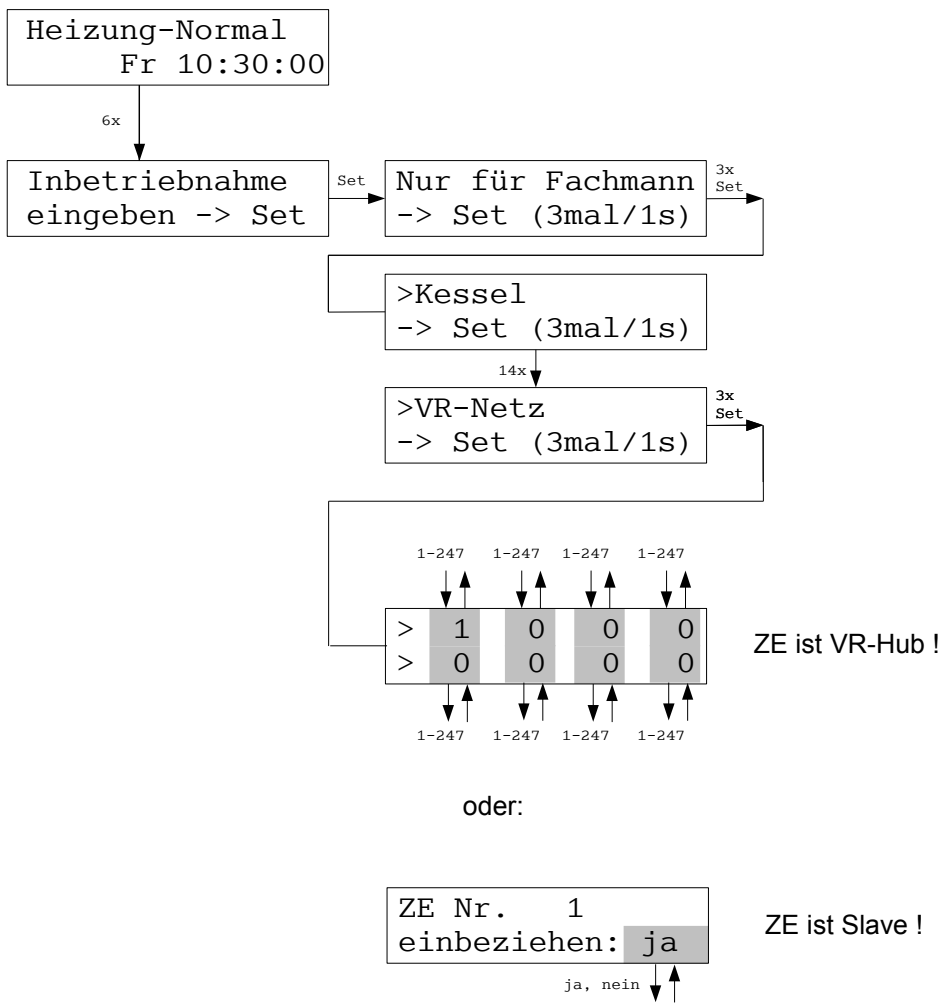 Heizung-Normal
Fr 10:30:00
6x
Inbetriebnahme
eingeben -> Set
Set
Nur für Fachmann
-> Set (3mal/1s)
3x
Set
>Kessel
-> Set (3mal/1s)
14x
>VR-Netz
-> Set (3mal/1s)
3x
Set
1-247 1-247 1-247 1-247
> 1 0 0 0
> 0 0 0 0
ZE ist VR-Hub !
1-247 1-247 1-247 1-247
oder:
ZE Nr. 1
einbeziehen: ja
ZE ist Slave !
ja, nein